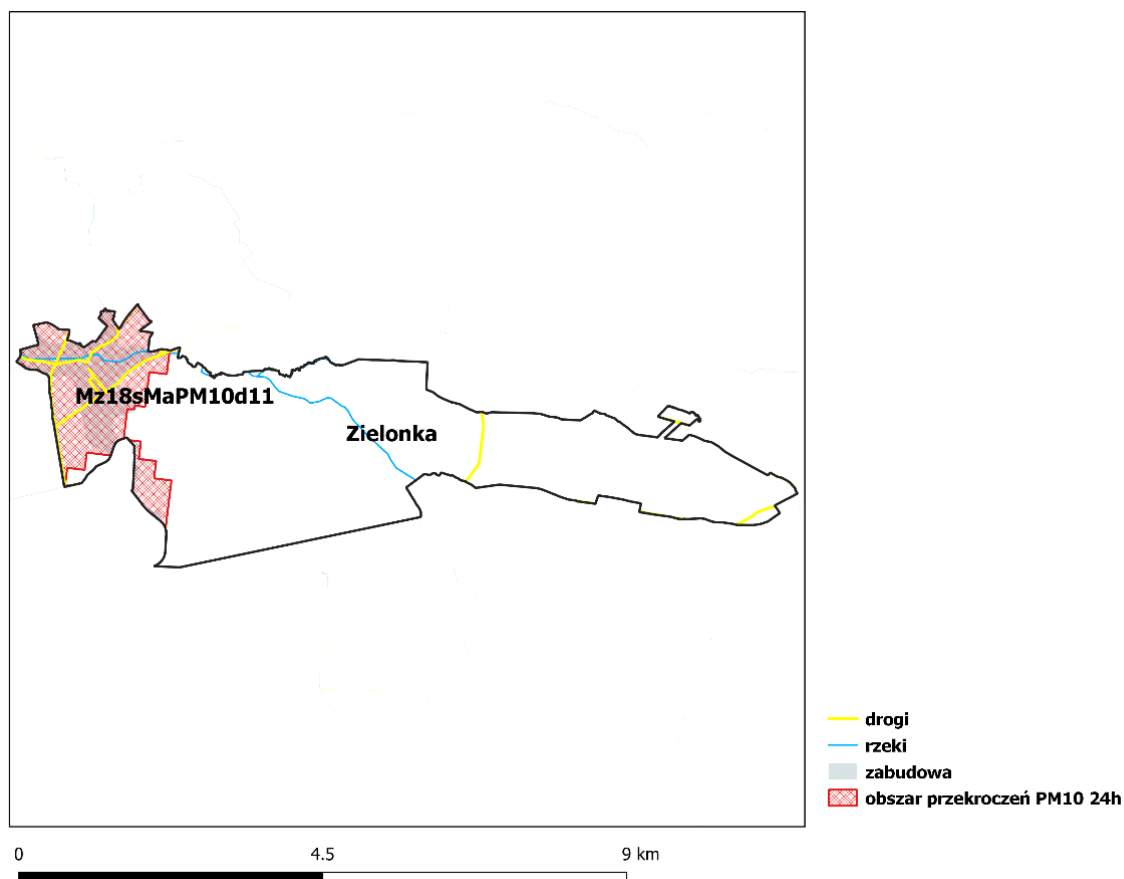 Mz18sMaPM10d11
Zielonka
drogi
rzeki
zabudowa
obszar przekroczeń PM10 24h
0 4.5 9 km